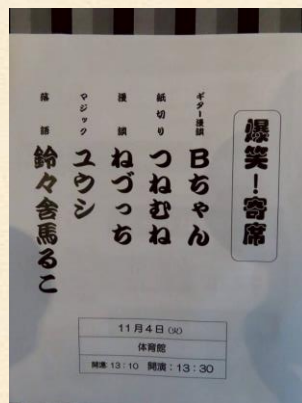 爆笑!寄席
ギター漫談
Bちゃん
紙切り
つねむね
漫談
ねづっち
マジック
ユウシ
落語
鈴々舎馬るこ
11月4日(火)
体育館
開場:13:10 開演:13:30